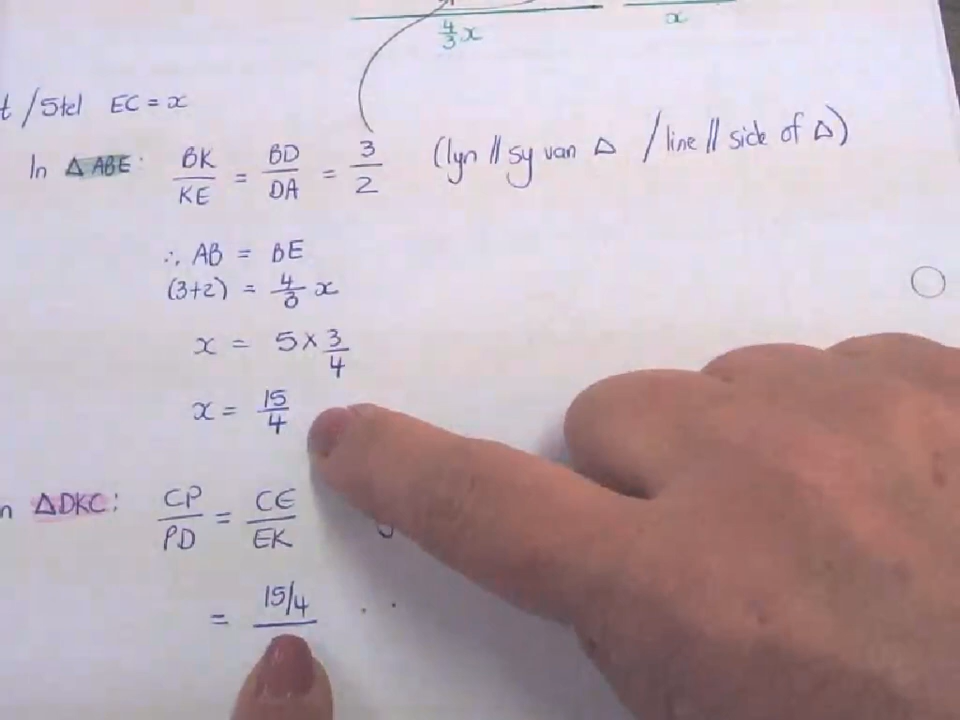 4/3 x
x
t / Stel EC = x
In △ABE: BK/KE = BD/DA = 3/2 (lyn // sy van △ / line // side of △)
∴ AB = BE
(3+2) = 4/3 x
x = 5 × 3/4
x = 15/4
n △DKC: CP/PD = CE/EK
= 15/4